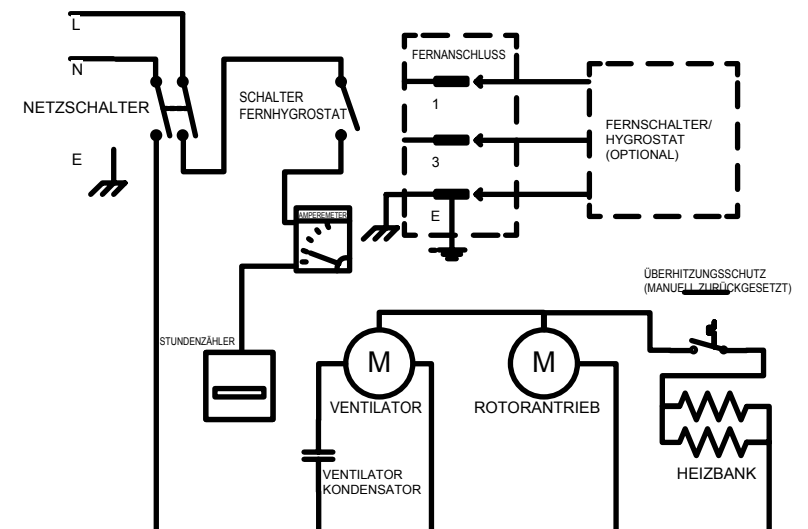 L
N
NETZSCHALTER
E
SCHALTER
FERNHYGROSTAT
FERNANSCHLUSS
1
3
E
FERNSCHALTER/
HYGROSTAT
(OPTIONAL)
AMPEREMETER
ÜBERHITZUNGSSCHUTZ
(MANUELL ZURÜCKGESETZT)
STUNDENZÄHLER
M
VENTILATOR
M
ROTORANTRIEB
VENTILATOR
KONDENSATOR
HEIZBANK